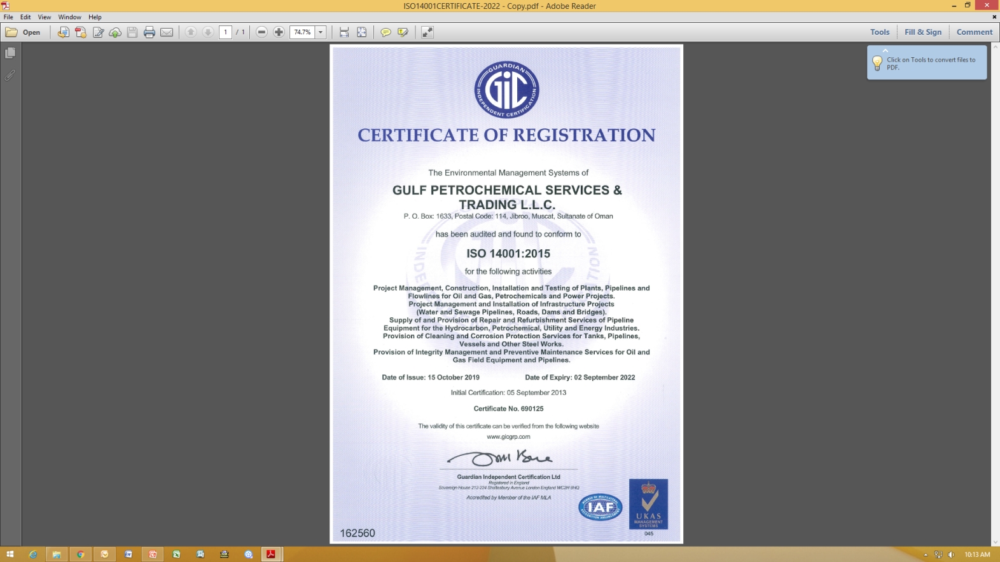 ISO14001CERTIFICATE-2022 - Copy.pdf - Adobe Reader
File Edit View Window Help
Open
1 / 1
74.7%
Tools Fill & Sign Comment
Click on Tools to convert files to
PDF.
GUARDIAN
GIC
INDEPENDENT CERTIFICATION
CERTIFICATE OF REGISTRATION
The Environmental Management Systems of
GULF PETROCHEMICAL SERVICES &
TRADING L.L.C.
P. O. Box: 1633, Postal Code: 114, Jibroo, Muscat, Sultanate of Oman
has been audited and found to conform to
ISO 14001:2015
for the following activities
Project Management, Construction, Installation and Testing of Plants, Pipelines and
Flowlines for Oil and Gas, Petrochemicals and Power Projects.
Project Management and Installation of Infrastructure Projects
(Water and Sewage Pipelines, Roads, Dams and Bridges).
Supply of and Provision of Repair and Refurbishment Services of Pipeline
Equipment for the Hydrocarbon, Petrochemical, Utility and Energy Industries.
Provision of Cleaning and Corrosion Protection Services for Tanks, Pipelines,
Vessels and Other Steel Works.
Provision of Integrity Management and Preventive Maintenance Services for Oil and
Gas Field Equipment and Pipelines.
Date of Issue: 15 October 2019 Date of Expiry: 02 September 2022
Initial Certification: 05 September 2013
Certificate No. 690125
The validity of this certificate can be verified from the following website
www.gicgrp.com
Guardian Independent Certification Ltd
Registered in England
Sovereign House 212-224 Shaftesbury Avenue London England WC2H 8HQ
Accredited by Member of the IAF MLA
MEMBER OF MULTILATERAL
IAF
RECOGNITION ARRANGEMENT
UKAS
MANAGEMENT
SYSTEMS
045
162560
10:13 AM